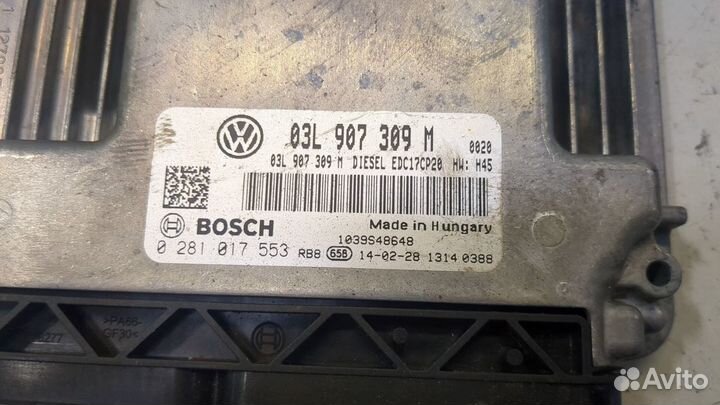 03L 907 309 M 0020
03L 907 309 M DIESEL EDC17CP20 HW: H45
BOSCH Made in Hungary
1039S48648
0 281 017 553 RB8 658 14-02-28 1314 0388
>PA66-
GF30<
Avito